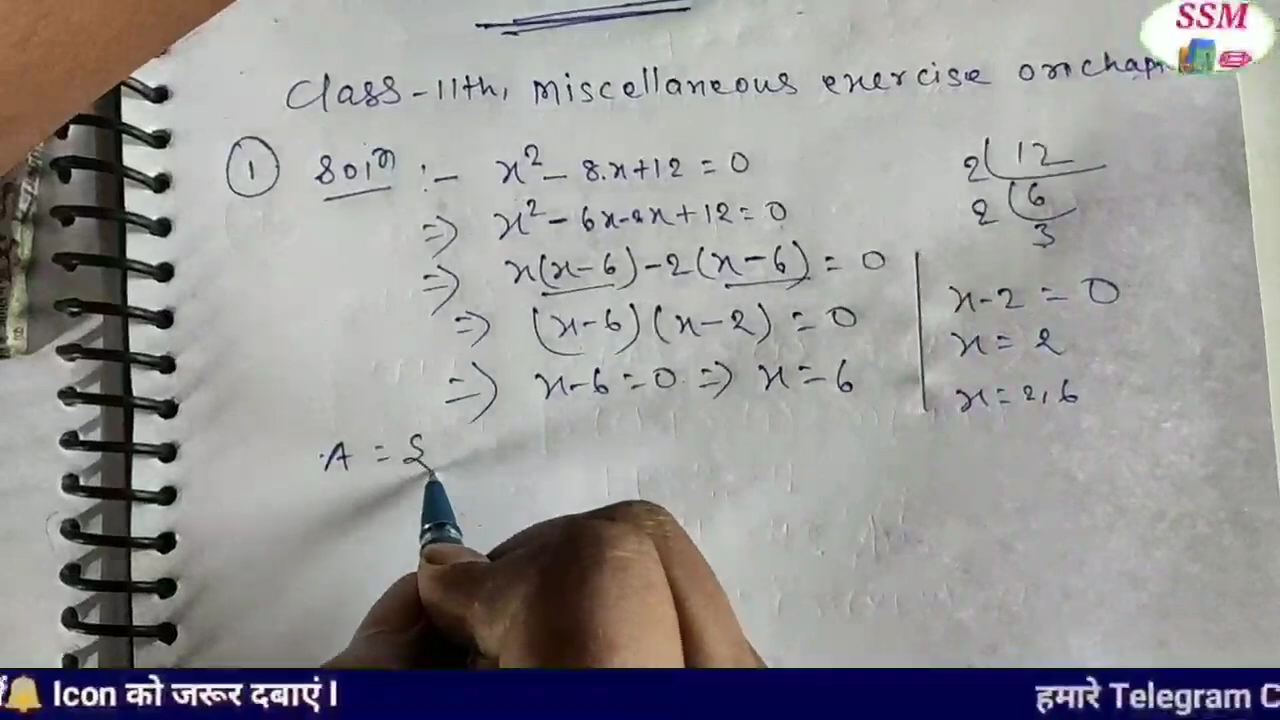 SSM
Class-11th, miscellaneous exercise on
① Solⁿ :- x² - 8.x+12 = 0
⇒ x² - 6x-2x+12=0
⇒ x(x-6)-2(x-6) = 0
⇒ (x-6)(x-2) = 0
⇒ x-6=0 ⇒ x=6
2 12
2 6
3
x-2 = 0
x = 2
x=2,6
A = {
Icon को जरूर दबाएं l
हमारे Telegram C